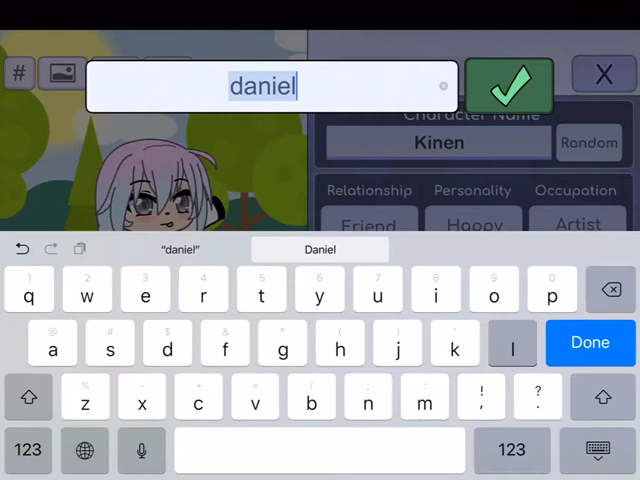 #
daniel
X
Character Name
Kinen
Random
Relationship Personality Occupation
Friend Happy Artist
“daniel” Daniel
1 2 3 4 5 6 7 8 9 0
q w e r t y u i o p
@ # $ & * ( ) ' "
a s d f g h j k l Done
% - + = / ; :
z x c v b n m ! , ? .
123 123